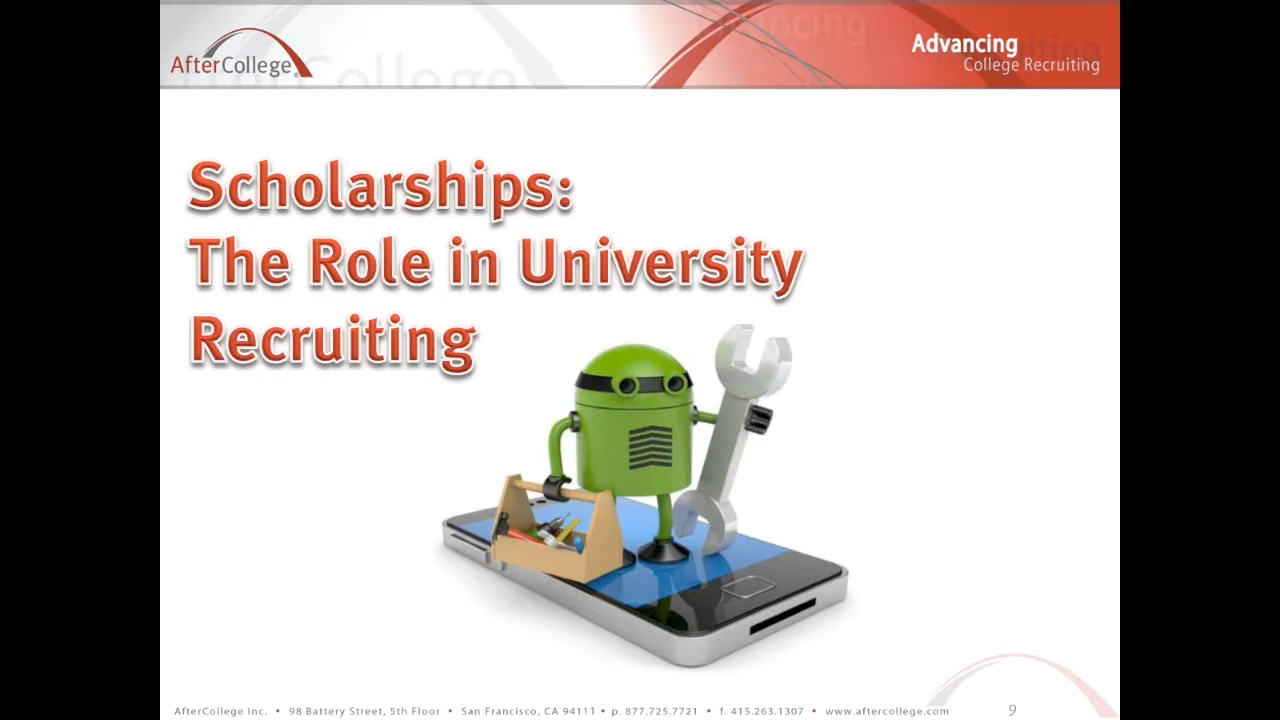 AfterCollege
Advancing
College Recruiting
Scholarships:
The Role in University
Recruiting
AfterCollege Inc. • 98 Battery Street, 5th Floor • San Francisco, CA 94111 • p. 877.725.7721 • f. 415.263.1307 • www.aftercollege.com 9